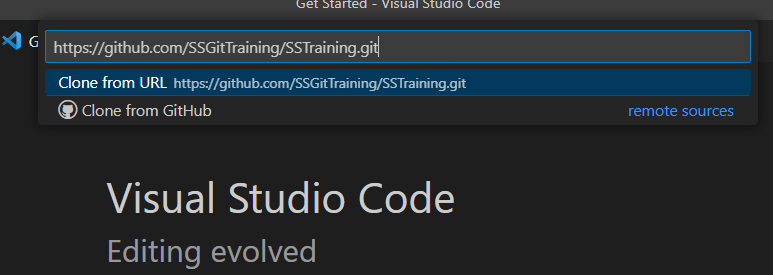 Get Started - Visual Studio Code
G
https://github.com/SSGitTraining/SSTraining.git
Clone from URL https://github.com/SSGitTraining/SSTraining.git
Clone from GitHub remote sources
Visual Studio Code
Editing evolved